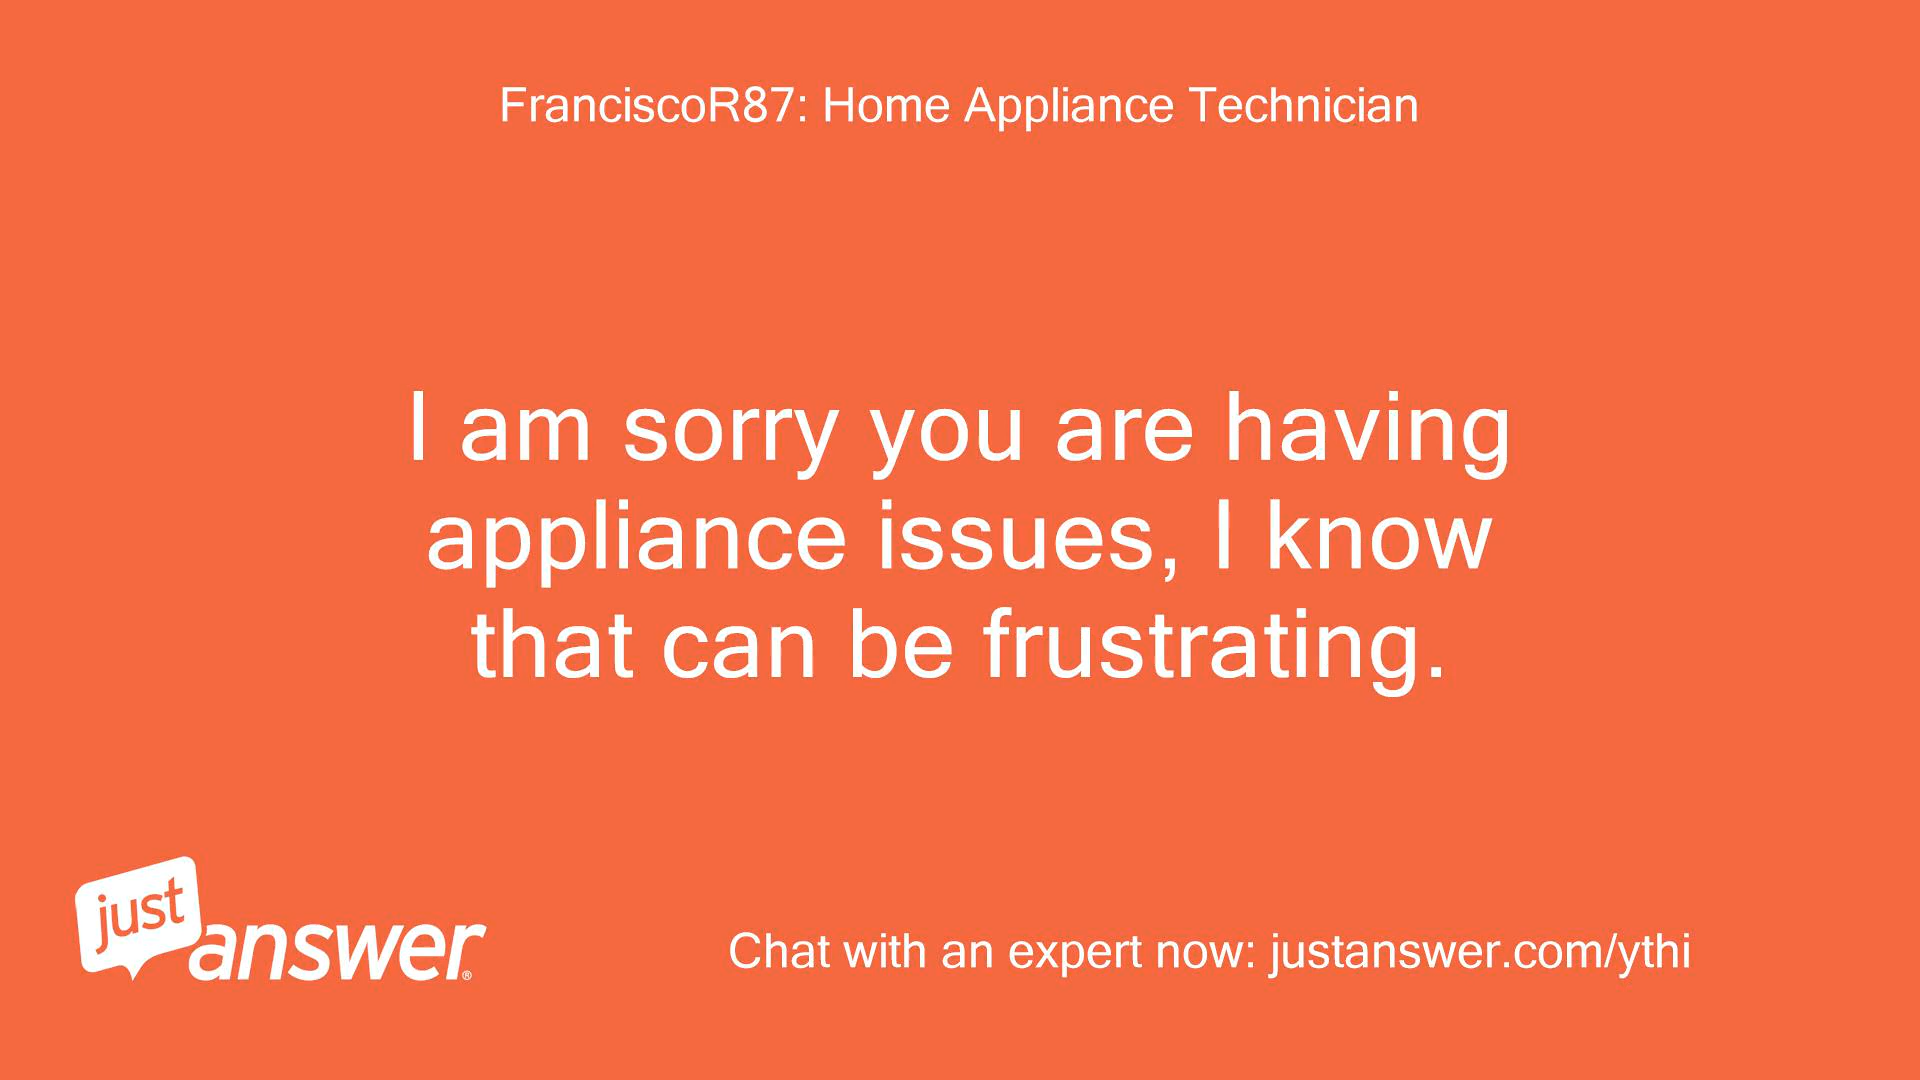 FranciscoR87: Home Appliance Technician
I am sorry you are having
appliance issues, I know
that can be frustrating.
just
answer®
Chat with an expert now: justanswer.com/ythi